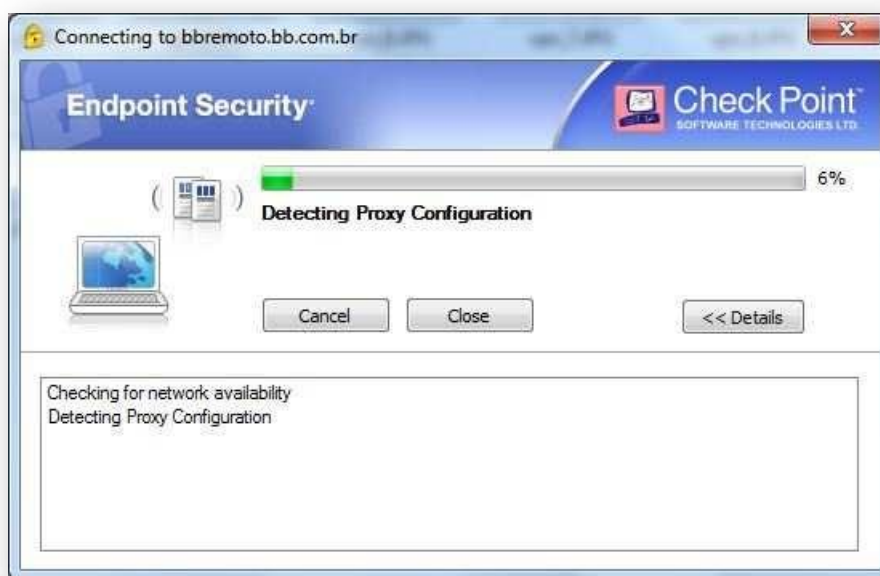 Connecting to bbremoto.bb.com.br
Endpoint Security
Check Point™
SOFTWARE TECHNOLOGIES LTD.
6%
Detecting Proxy Configuration
Cancel
Close
<< Details
Checking for network availability
Detecting Proxy Configuration